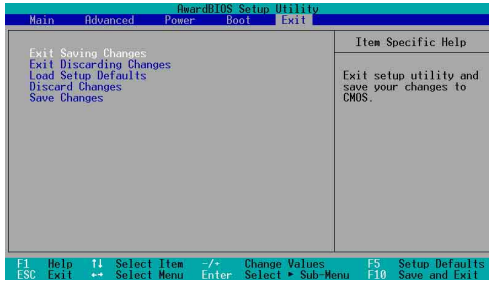 AwardBIOS Setup Utility
Main Advanced Power Boot Exit
Item Specific Help
Exit Saving Changes
Exit Discarding Changes
Load Setup Defaults
Discard Changes
Save Changes
Exit setup utility and
save your changes to
CMOS.
F1 Help ↑↓ Select Item -/+ Change Values F5 Setup Defaults
ESC Exit ←→ Select Menu Enter Select ► Sub-Menu F10 Save and Exit